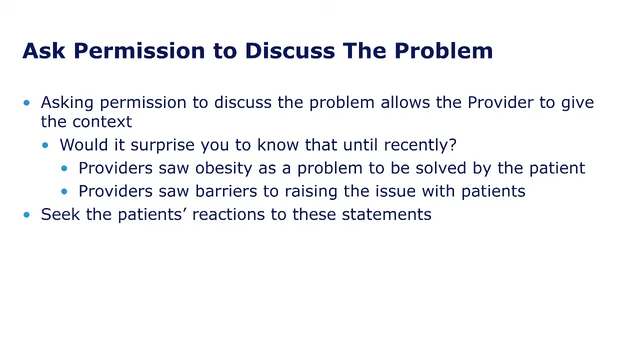 Ask Permission to Discuss The Problem
• Asking permission to discuss the problem allows the Provider to give
the context
• Would it surprise you to know that until recently?
• Providers saw obesity as a problem to be solved by the patient
• Providers saw barriers to raising the issue with patients
• Seek the patients’ reactions to these statements